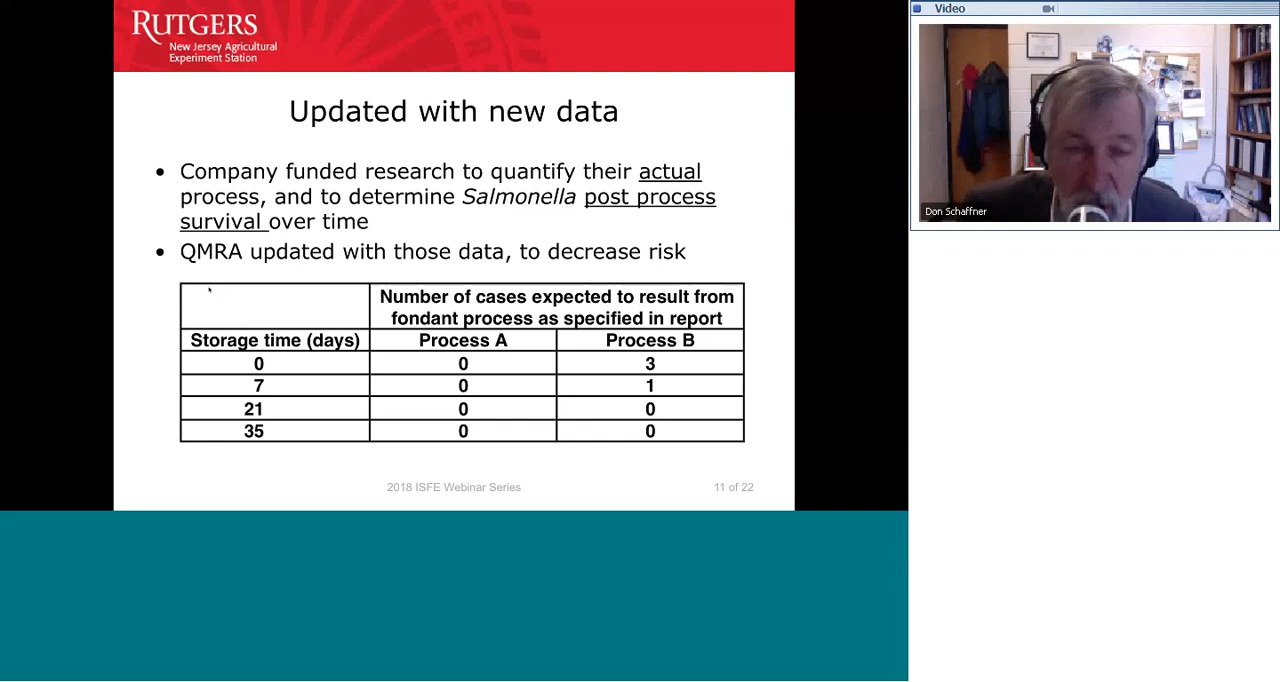 RUTGERS
New Jersey Agricultural
Experiment Station
Updated with new data
• Company funded research to quantify their actual
process, and to determine Salmonella post process
survival over time
• QMRA updated with those data, to decrease risk
Number of cases expected to result from
fondant process as specified in report
Storage time (days) Process A Process B
0 0 3
7 0 1
21 0 0
35 0 0
2018 ISFE Webinar Series 11 of 22
Video
Don Schaffner